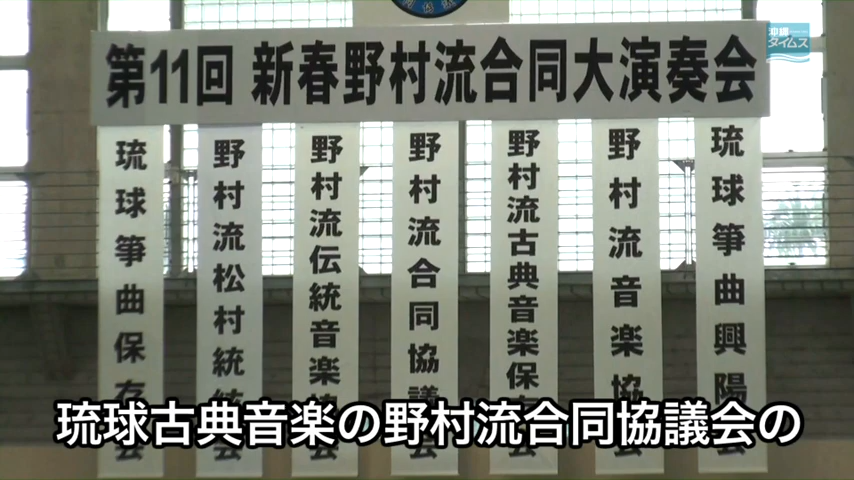 沖縄
タイムス
第11回 新春野村流合同大演奏会
琉球箏曲保存会
野村流松村統絃会
野村流伝統音楽協会
野村流合同協議会
野村流古典音楽保存会
野村流音楽協会
琉球箏曲興陽会
琉球古典音楽の野村流合同協議会の